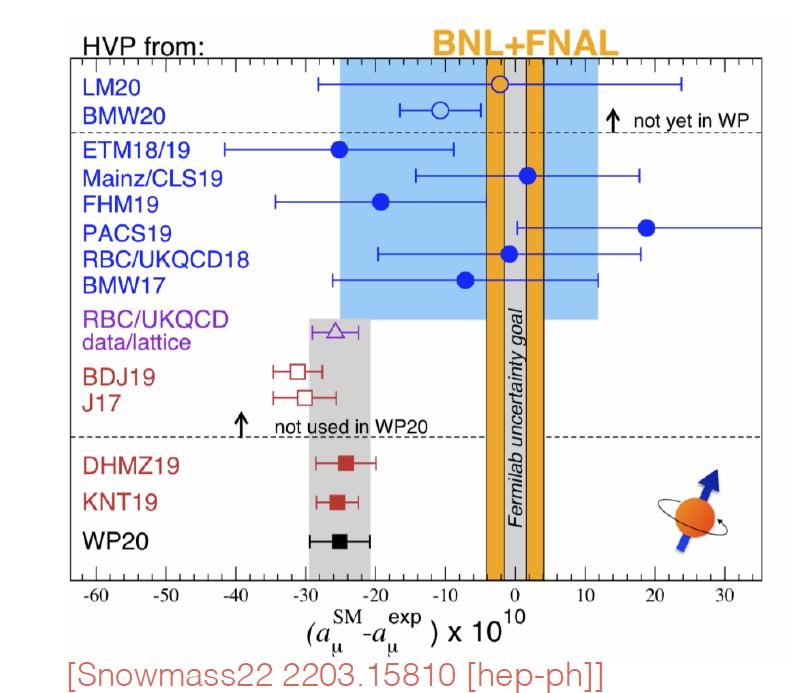 HVP from:
BNL+FNAL
LM20
BMW20
not yet in WP
ETM18/19
Mainz/CLS19
FHM19
PACS19
RBC/UKQCD18
BMW17
RBC/UKQCD
data/lattice
BDJ19
J17
not used in WP20
Fermilab uncertainty goal
DHMZ19
KNT19
WP20
-60 -50 -40 -30 -20 -10 0 10 20 30
(a_μ^SM - a_μ^exp) x 10^10
[Snowmass22 2203.15810 [hep-ph]]